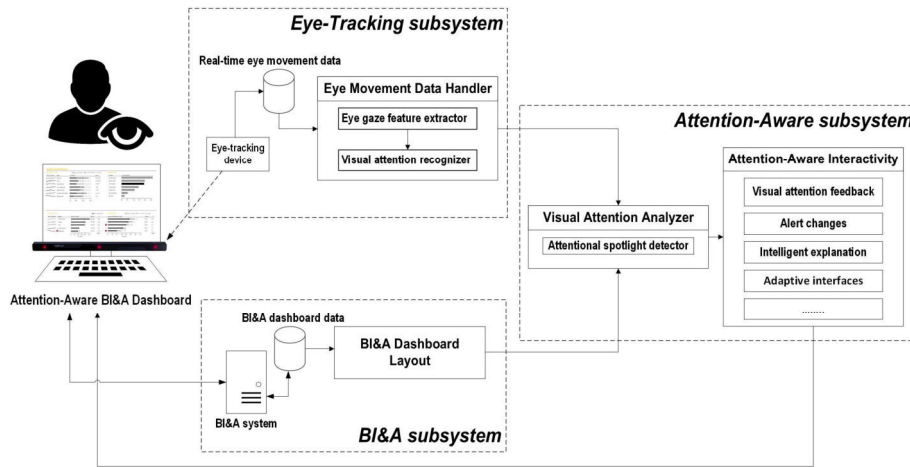 Eye-Tracking subsystem
Real-time eye movement data
Eye Movement Data Handler
Eye gaze feature extractor
Visual attention recognizer
Eye-tracking
device
Attention-Aware subsystem
Attention-Aware Interactivity
Visual attention feedback
Alert changes
Intelligent explanation
Adaptive interfaces
........
Visual Attention Analyzer
Attentional spotlight detector
Attention-Aware BI&A Dashboard
BI&A dashboard data
BI&A Dashboard
Layout
BI&A system
BI&A subsystem